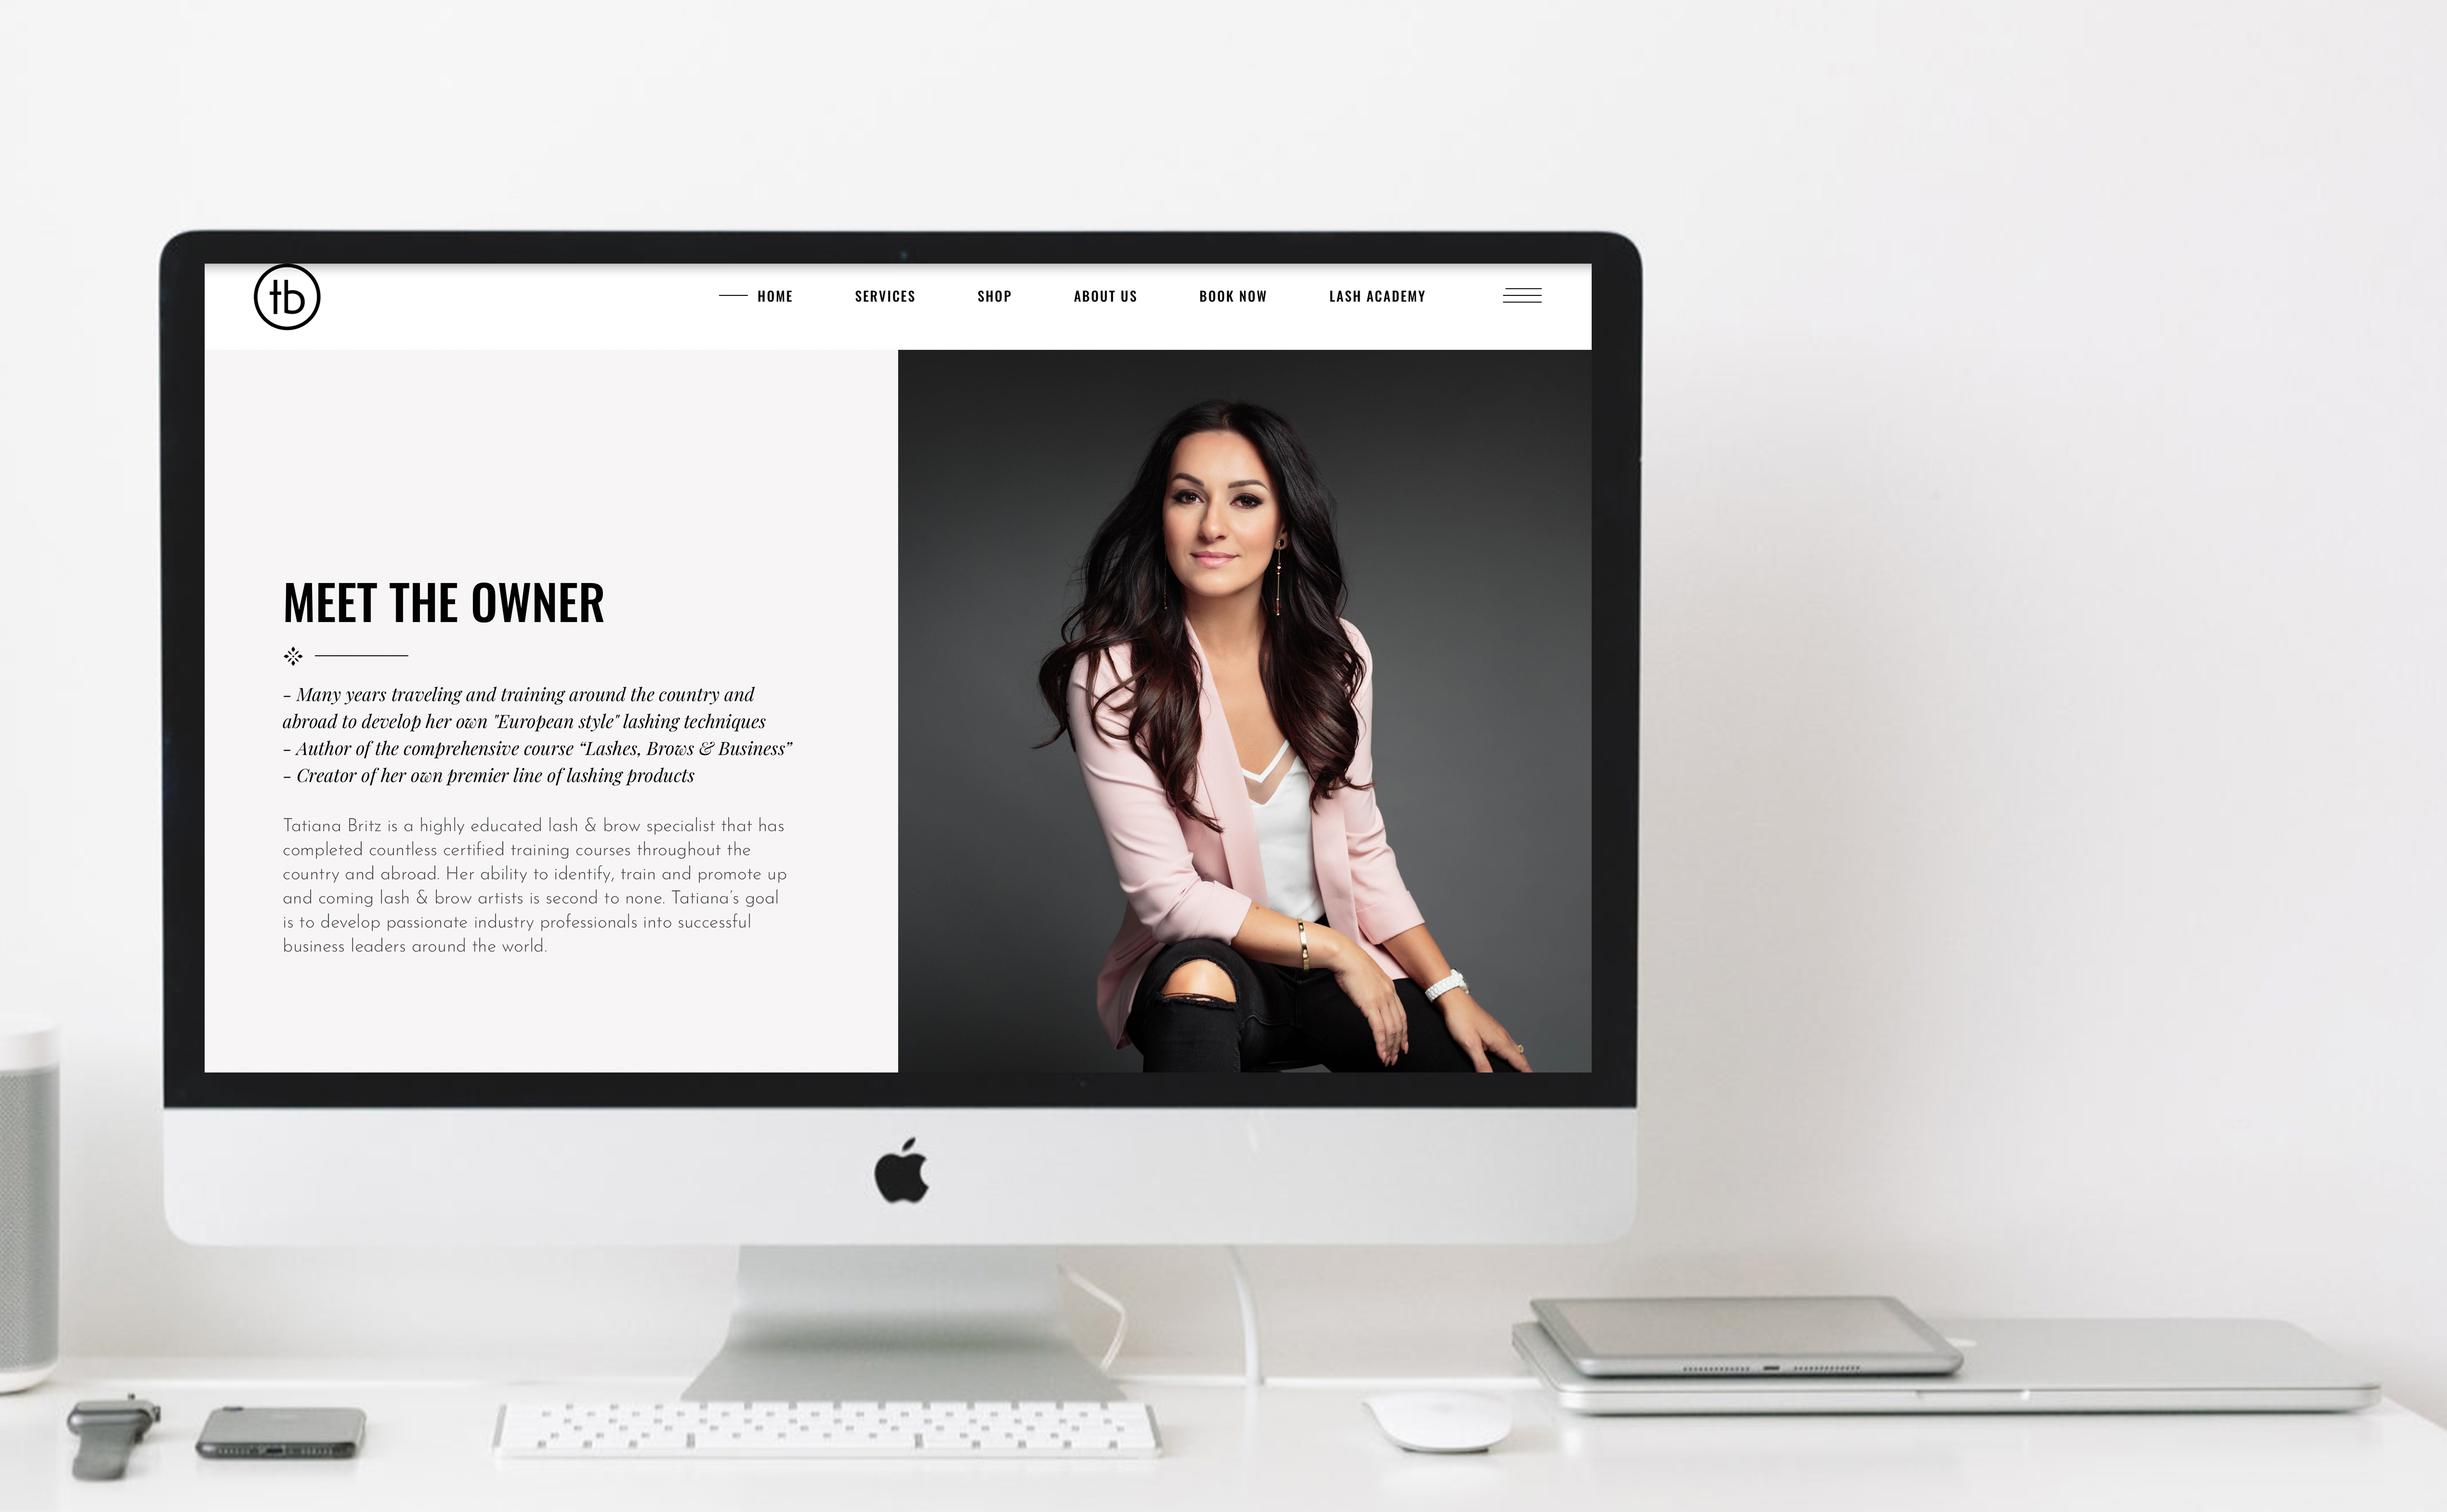 tb
HOME SERVICES SHOP ABOUT US BOOK NOW LASH ACADEMY
MEET THE OWNER
- Many years traveling and training around the country and
abroad to develop her own "European style" lashing techniques
- Author of the comprehensive course “Lashes, Brows & Business”
- Creator of her own premier line of lashing products
Tatiana Britz is a highly educated lash & brow specialist that has
completed countless certified training courses throughout the
country and abroad. Her ability to identify, train and promote up
and coming lash & brow artists is second to none. Tatiana’s goal
is to develop passionate industry professionals into successful
business leaders around the world.